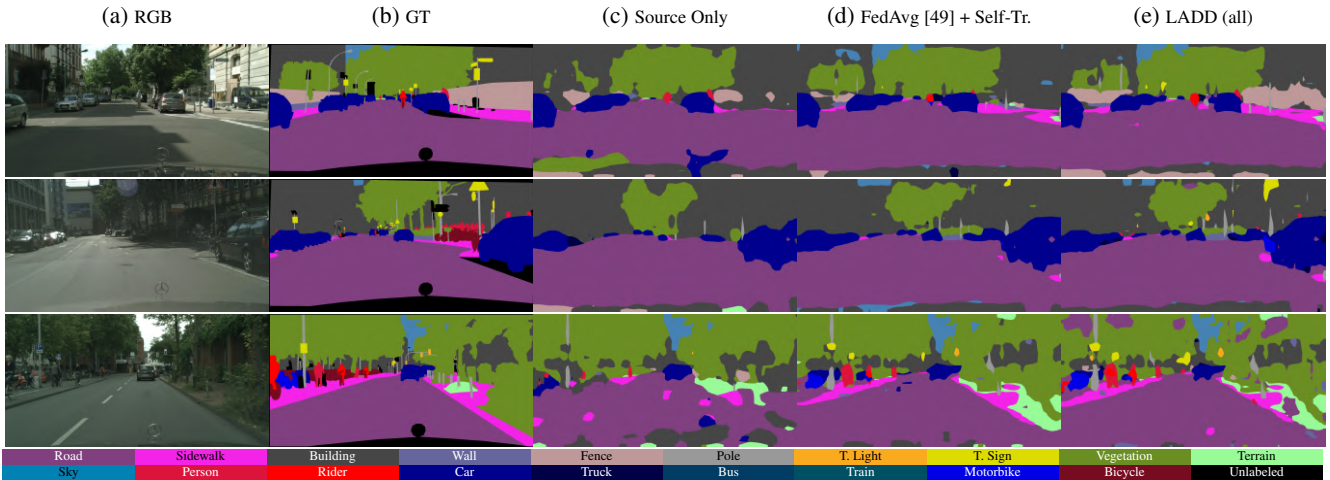 (a) RGB (b) GT (c) Source Only (d) FedAvg [49] + Self-Tr. (e) LADD (all)
Road Sidewalk Building Wall Fence Pole T. Light T. Sign Vegetation Terrain
Sky Person Rider Car Truck Bus Train Motorbike Bicycle Unlabeled